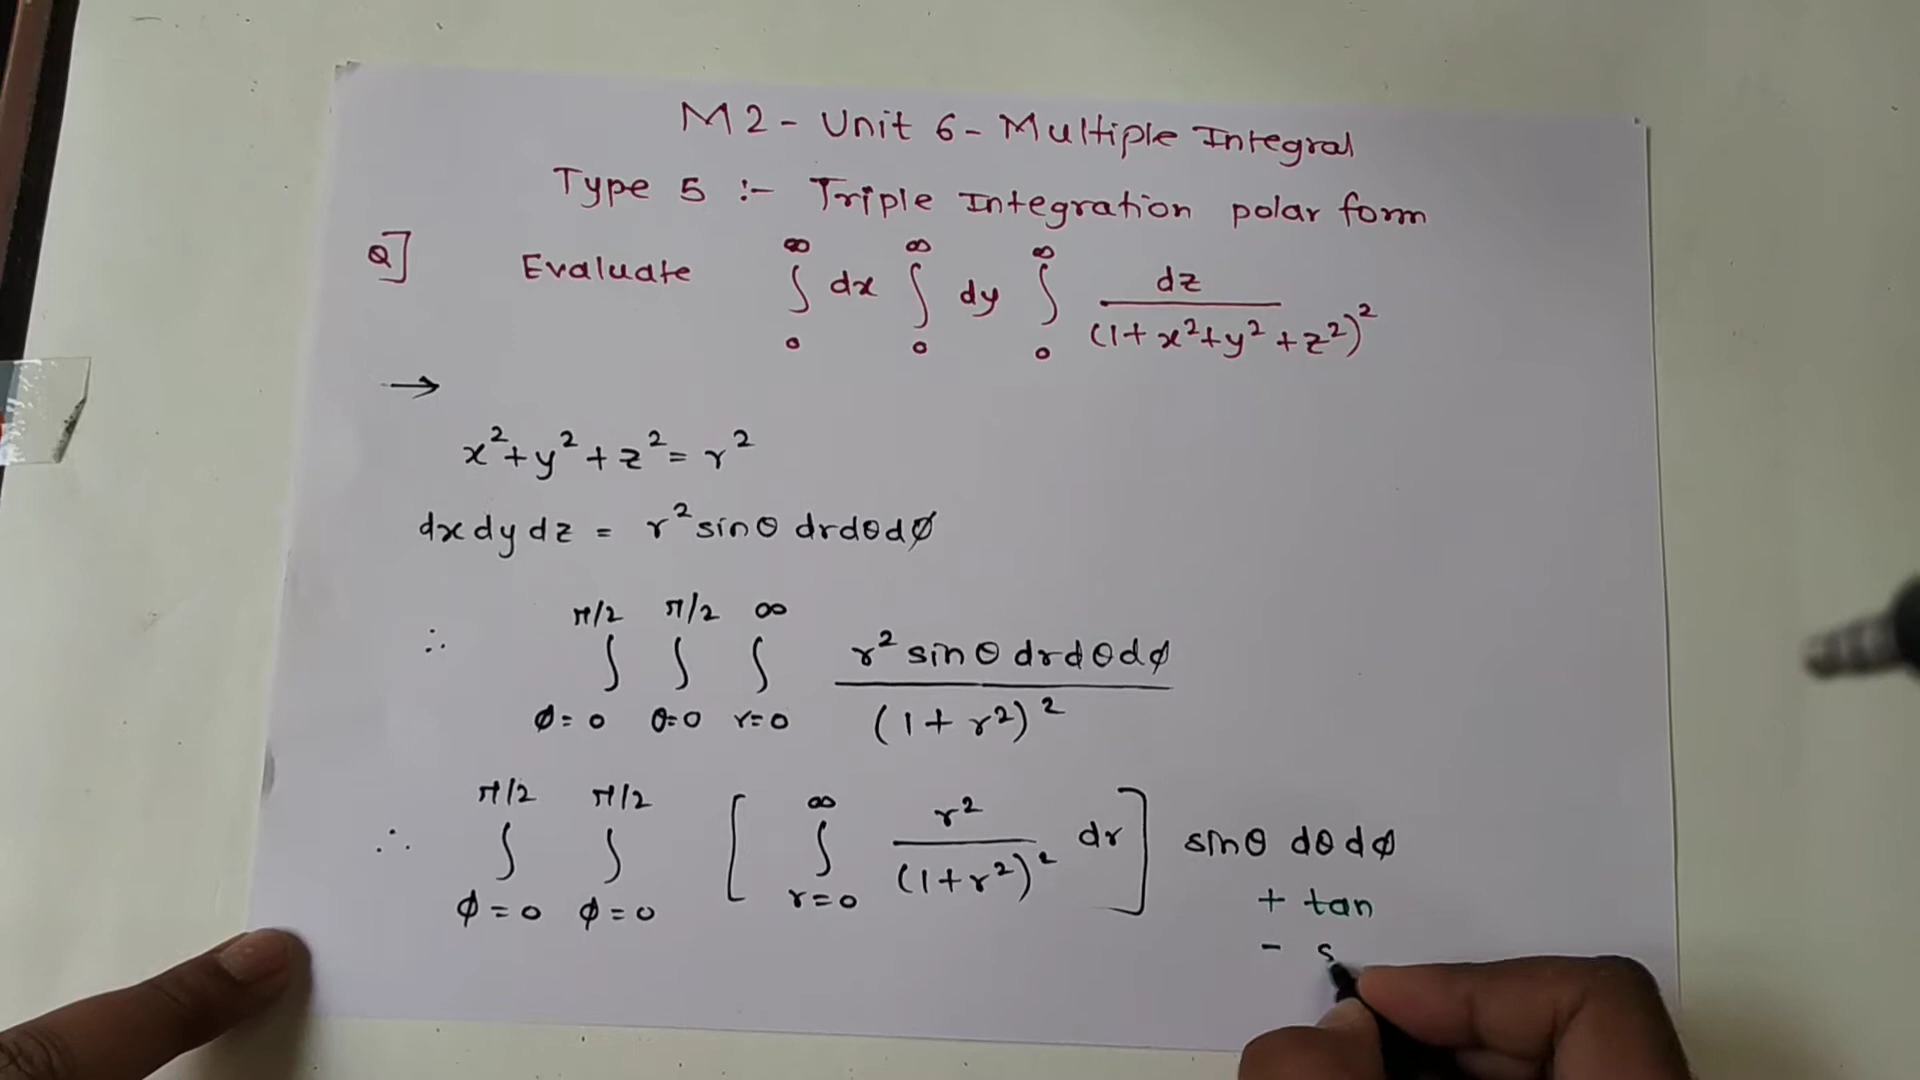 M2 - Unit 6 - Multiple Integral
Type 5 :- Triple Integration polar form
Q] Evaluate ∫₀^∞ dx ∫₀^∞ dy ∫₀^∞ dz / (1+x²+y²+z²)²
→
x²+y²+z² = r²
dx dy dz = r² sinθ dr dθ dØ
∴ ∫_{Ø=0}^{π/2} ∫_{θ=0}^{π/2} ∫_{r=0}^{∞} r² sinθ dr dθ dϕ / (1+r²)²
∴ ∫_{ϕ=0}^{π/2} ∫_{ϕ=0}^{π/2} [ ∫_{r=0}^{∞} r² / (1+r²)² dr ] sinθ dθ dϕ
+ tan
- s